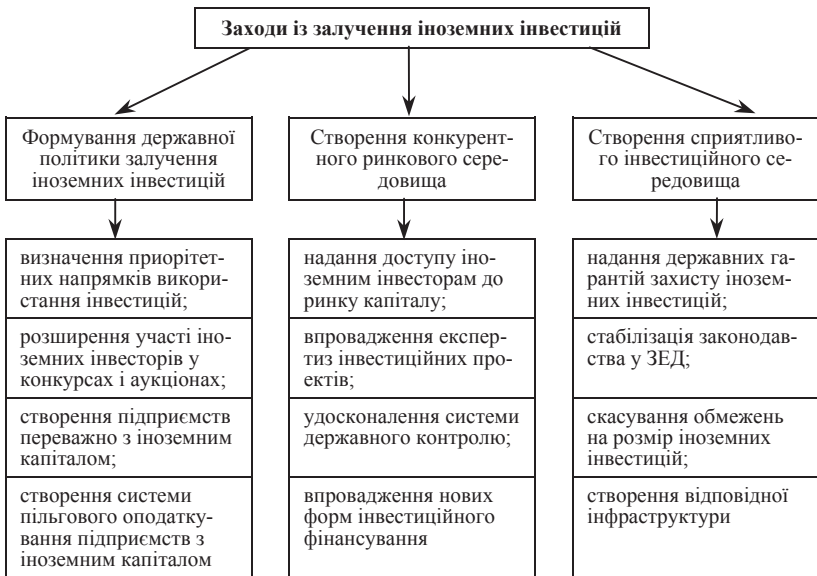 Заходи із залучення іноземних інвестицій
Формування державної
політики залучення
іноземних інвестицій
визначення приорітет-
них напрямків викори-
стання інвестицій;
розширення участі іно-
земних інвесторів у
конкурсах і аукціонах;
створення підприємств
переважно з іноземним
капіталом;
створення системи
пільгового оподатку-
вання підприємств з
іноземним капіталом
Створення конкурент-
ного ринкового сере-
довища
надання доступу іно-
земним інвесторам до
ринку капіталу;
впровадження експер-
тиз інвестиційних про-
ектів;
удосконалення системи
державного контролю;
впровадження нових
форм інвестиційного
фінансування
Створення сприятливо-
го інвестиційного се-
редовища
надання державних га-
рантій захисту інозем-
них інвестицій;
стабілізація законодав-
ства у ЗЕД;
скасування обмежень
на розмір іноземних
інвестицій;
створення відповідної
інфраструктури